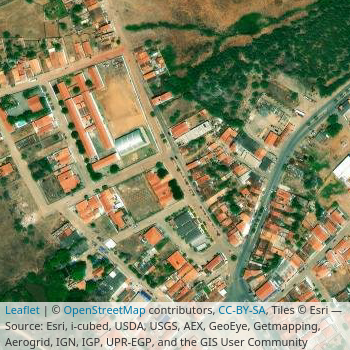 Leaflet | © OpenStreetMap contributors, CC-BY-SA, Tiles © Esri —
Source: Esri, i-cubed, USDA, USGS, AEX, GeoEye, Getmapping,
Aerogrid, IGN, IGP, UPR-EGP, and the GIS User Community